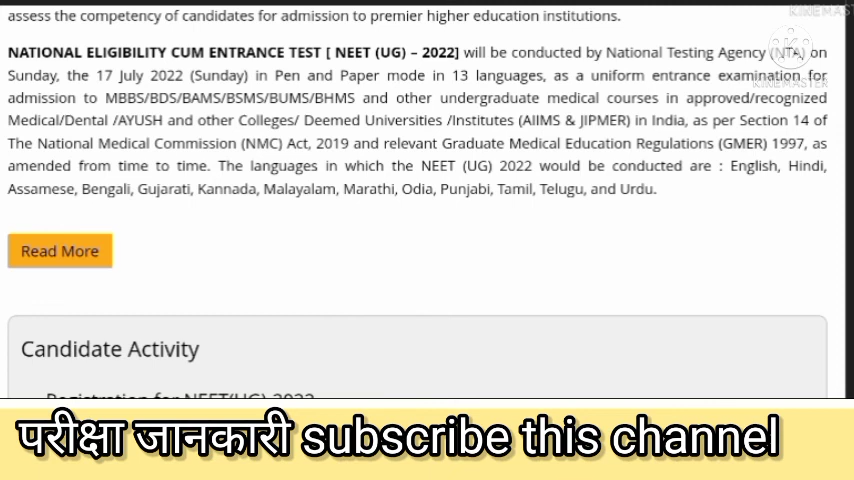 assess the competency of candidates for admission to premier higher education institutions.
KINEMAS
NATIONAL ELIGIBILITY CUM ENTRANCE TEST [ NEET (UG) – 2022] will be conducted by National Testing Agency (NTA) on
Sunday, the 17 July 2022 (Sunday) in Pen and Paper mode in 13 languages, as a uniform entrance examination for
KINEMASTER
admission to MBBS/BDS/BAMS/BSMS/BUMS/BHMS and other undergraduate medical courses in approved/recognized
Medical/Dental /AYUSH and other Colleges/ Deemed Universities /Institutes (AIIMS & JIPMER) in India, as per Section 14 of
The National Medical Commission (NMC) Act, 2019 and relevant Graduate Medical Education Regulations (GMER) 1997, as
amended from time to time. The languages in which the NEET (UG) 2022 would be conducted are : English, Hindi,
Assamese, Bengali, Gujarati, Kannada, Malayalam, Marathi, Odia, Punjabi, Tamil, Telugu, and Urdu.
Read More
Candidate Activity
Registration for NEET(UG) 2022
परीक्षा जानकारी subscribe this channel